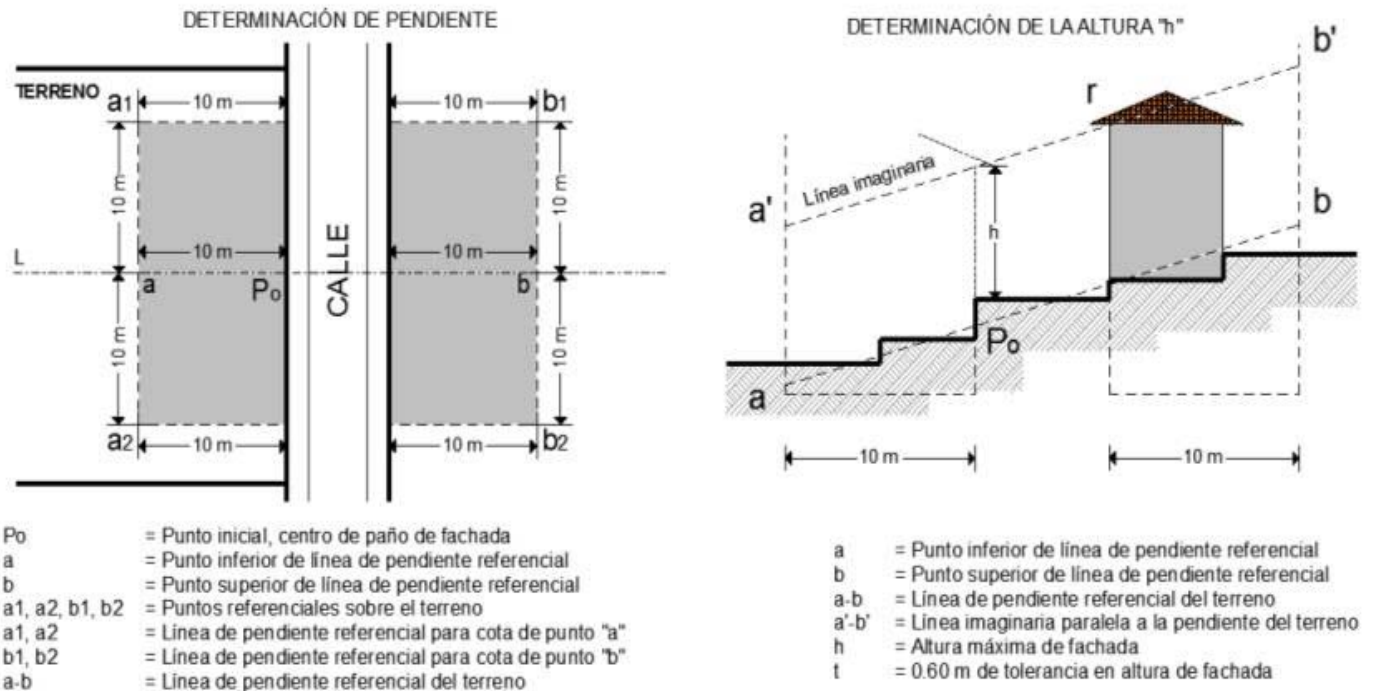 DETERMINACIÓN DE PENDIENTE
TERRENO
a1
10 m
10 m
b1
10 m
10 m
L
10 m
10 m
a
Po
CALLE
b
10 m
10 m
a2
10 m
10 m
b2
Po = Punto inicial, centro de paño de fachada
a = Punto inferior de línea de pendiente referencial
b = Punto superior de línea de pendiente referencial
a1, a2, b1, b2 = Puntos referenciales sobre el terreno
a1, a2 = Línea de pendiente referencial para cota de punto "a"
b1, b2 = Línea de pendiente referencial para cota de punto "b"
a-b = Línea de pendiente referencial del terreno
DETERMINACIÓN DE LA ALTURA "h"
b'
r
Línea imaginaria
a'
h
b
Po
a
10 m
10 m
a = Punto inferior de línea de pendiente referencial
b = Punto superior de línea de pendiente referencial
a-b = Línea de pendiente referencial del terreno
a'-b' = Línea imaginaria paralela a la pendiente del terreno
h = Altura máxima de fachada
t = 0.60 m de tolerancia en altura de fachada